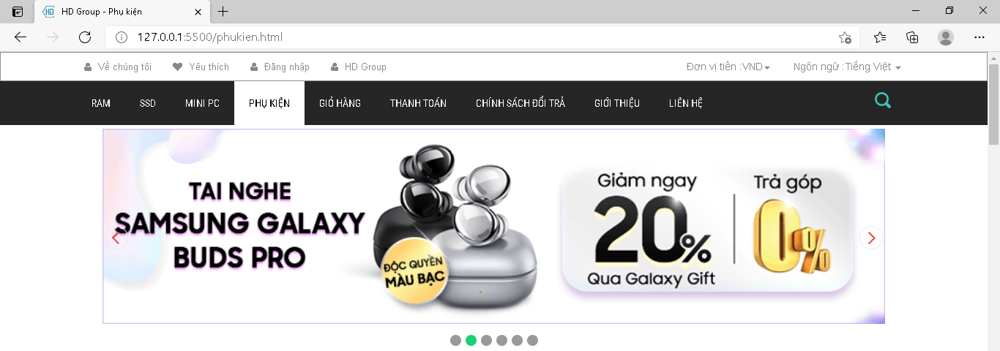 HD Group - Phụ kiện
127.0.0.1:5500/phukien.html
Về chúng tôi Yêu thích Đăng nhập HD Group Đơn vị tiền :VND Ngôn ngữ :Tiếng Việt
RAM SSD MINI PC PHỤ KIỆN GIỎ HÀNG THANH TOÁN CHÍNH SÁCH ĐỔI TRẢ GIỚI THIỆU LIÊN HỆ
TAI NGHE
SAMSUNG GALAXY
BUDS PRO
ĐỘC QUYỀN
MÀU BẠC
Giảm ngay
20%
Qua Galaxy Gift
Trả góp
0%